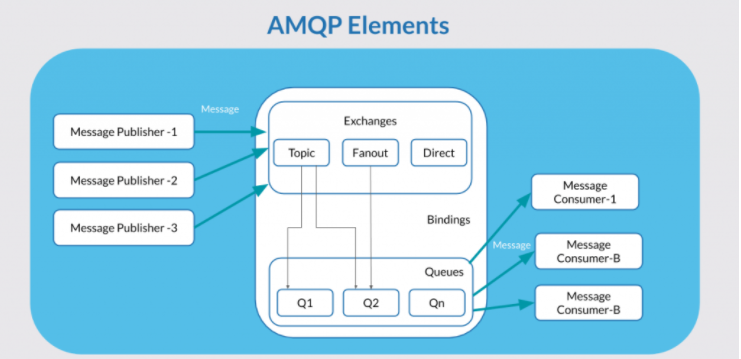 AMQP Elements
Message
Message Publisher -1
Message Publisher -2
Message Publisher -3
Exchanges
Topic
Fanout
Direct
Bindings
Queues
Q1
Q2
Qn
Message
Message
Consumer-1
Message
Consumer-B
Message
Consumer-B